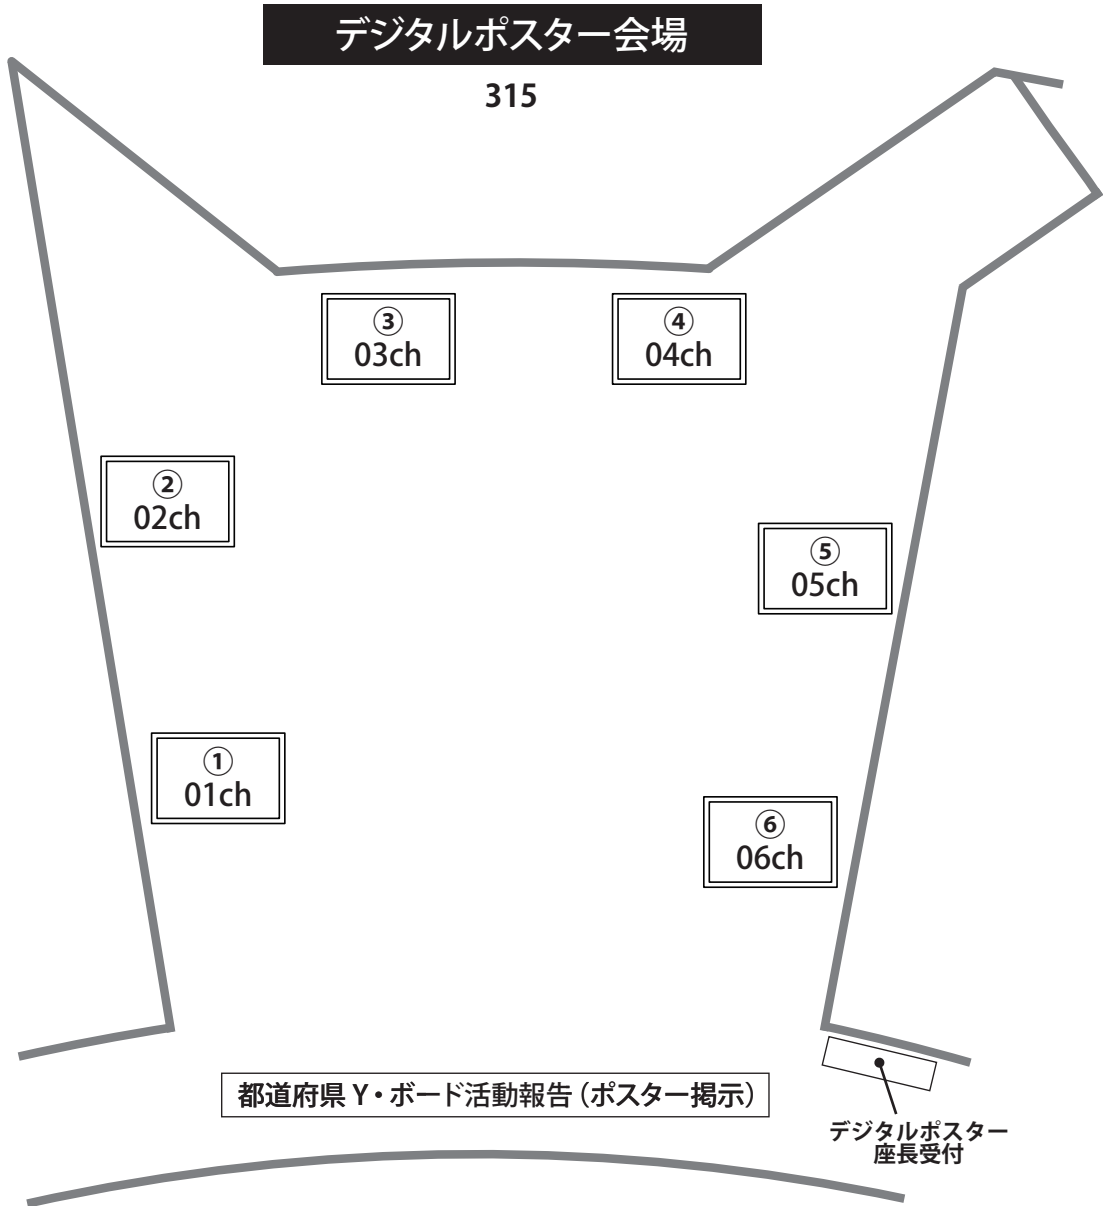 デジタルポスター会場
315
③
03ch
④
04ch
②
02ch
⑤
05ch
①
01ch
⑥
06ch
都道府県 Y・ボード活動報告（ポスター掲示）
デジタルポスター
座長受付